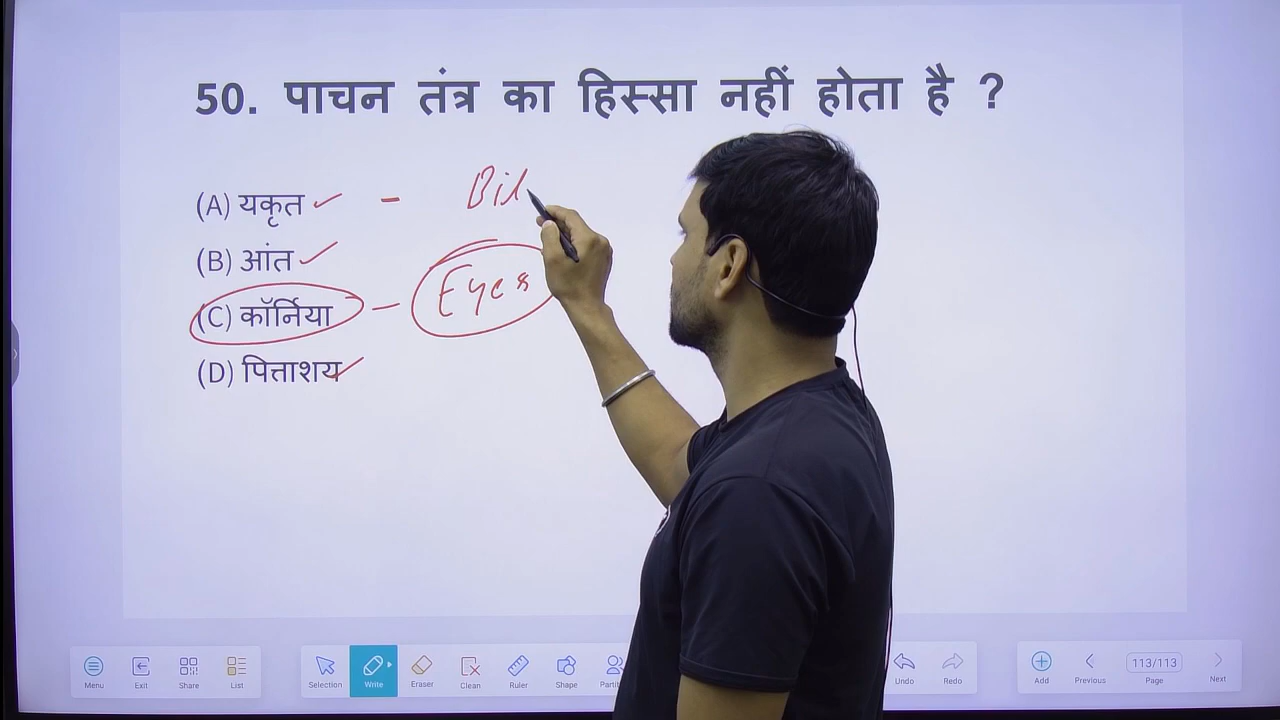 50. पाचन तंत्र का हिस्सा नहीं होता है ?
(A) यकृत ✓ - Bil
(B) आंत ✓
(C) कॉर्निया - Eyes
(D) पित्ताशय ✓
Menu Exit Share List Selection Write Eraser Clean Ruler Shape Undo Redo Add Previous 113/113 Page Next